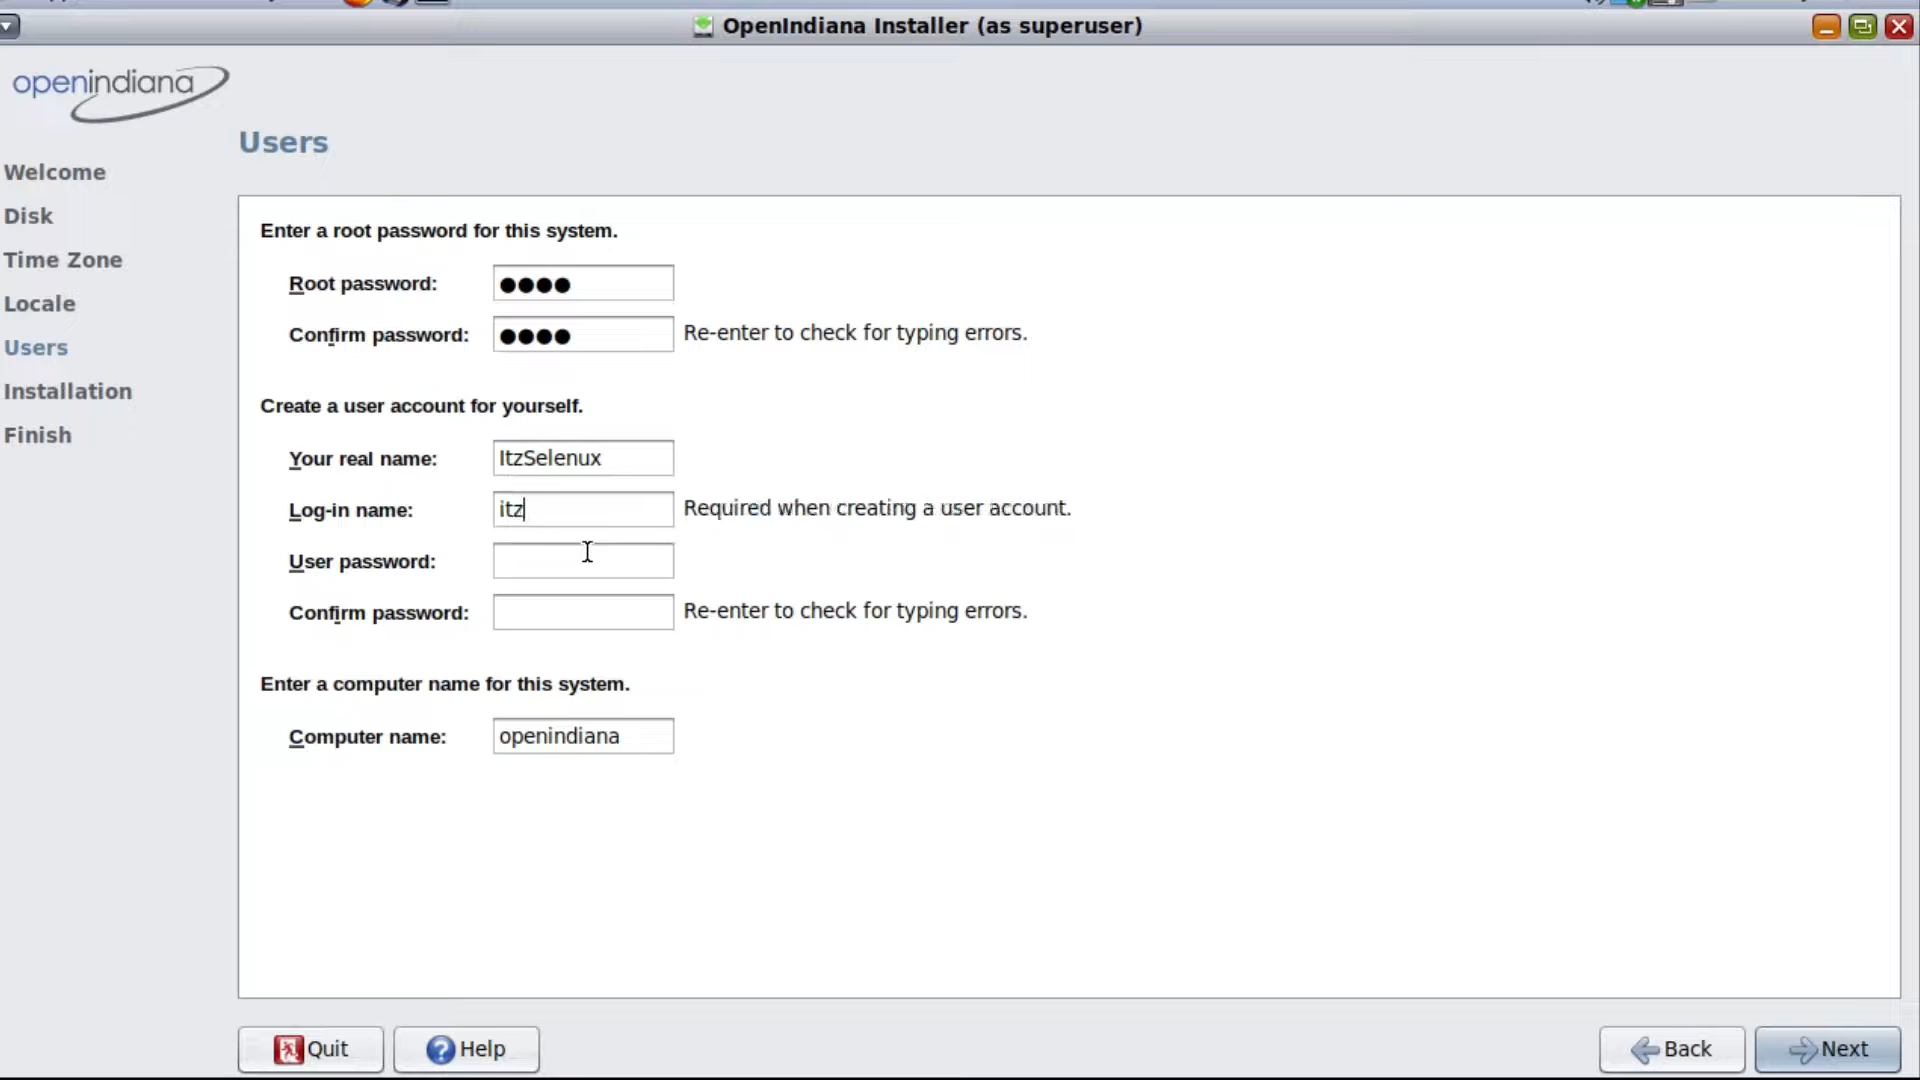 OpenIndiana Installer (as superuser)
openindiana
Users
Welcome
Disk
Time Zone
Locale
Users
Installation
Finish
Enter a root password for this system.
Root password: ●●●●
Confirm password: ●●●● Re-enter to check for typing errors.
Create a user account for yourself.
Your real name: ItzSelenux
Log-in name: itz Required when creating a user account.
User password:
Confirm password: Re-enter to check for typing errors.
Enter a computer name for this system.
Computer name: openindiana
Quit Help Back Next